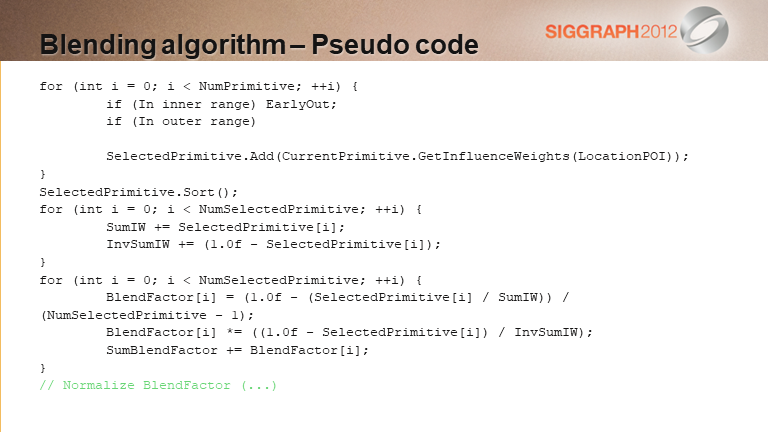 Blending algorithm – Pseudo code
SIGGRAPH2012
for (int i = 0; i < NumPrimitive; ++i) {
if (In inner range) EarlyOut;
if (In outer range)
SelectedPrimitive.Add(CurrentPrimitive.GetInfluenceWeights(LocationPOI));
}
SelectedPrimitive.Sort();
for (int i = 0; i < NumSelectedPrimitive; ++i) {
SumIW += SelectedPrimitive[i];
InvSumIW += (1.0f – SelectedPrimitive[i]);
}
for (int i = 0; i < NumSelectedPrimitive; ++i) {
BlendFactor[i] = (1.0f – (SelectedPrimitive[i] / SumIW)) /
(NumSelectedPrimitive – 1);
BlendFactor[i] *= ((1.0f – SelectedPrimitive[i]) / InvSumIW);
SumBlendFactor += BlendFactor[i];
}
// Normalize BlendFactor (...)